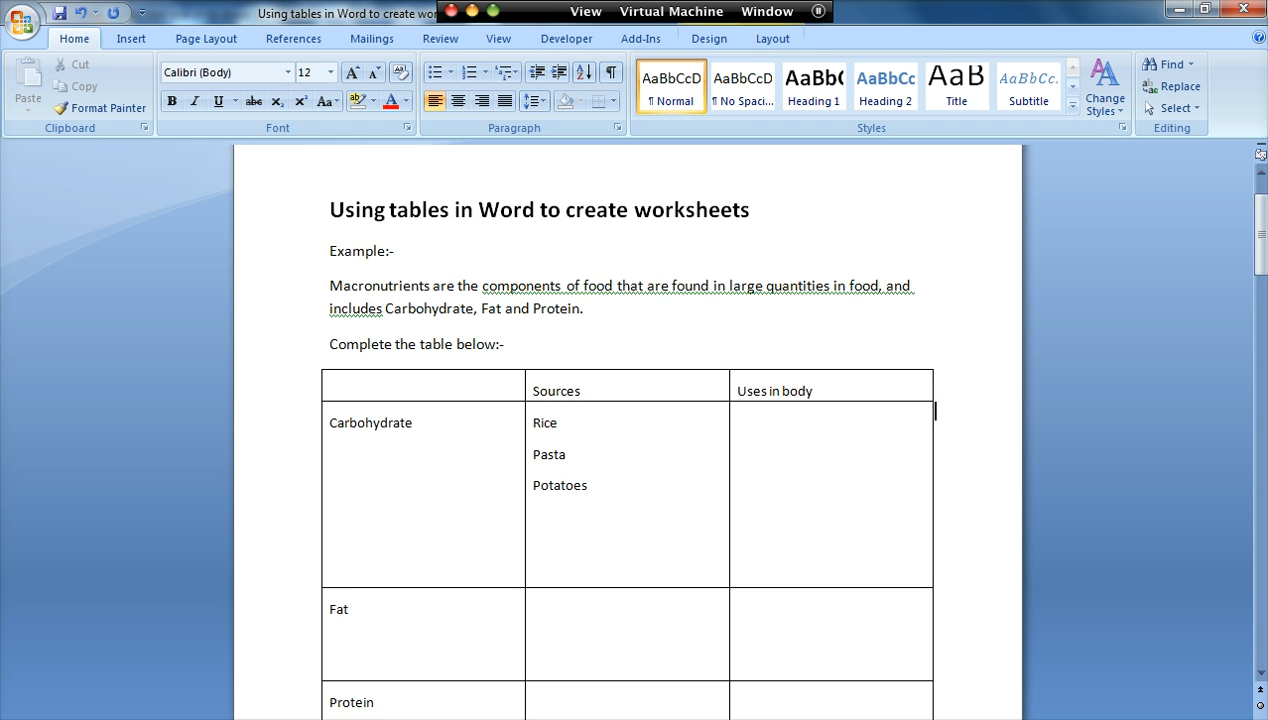 Using tables in Word to create wor
View Virtual Machine Window
Home Insert Page Layout References Mailings Review View Developer Add-Ins Design Layout
Paste
Cut
Copy
Format Painter
Clipboard
Calibri (Body) 12
B I U abc x₂ x² Aa
Font
Paragraph
AaBbCcD AaBbCcD AaBb( AaBbCc AaB AaBbCc.
¶ Normal ¶ No Spaci... Heading 1 Heading 2 Title Subtitle
Change Styles
Styles
Find
Replace
Select
Editing
Using tables in Word to create worksheets
Example:-
Macronutrients are the components of food that are found in large quantities in food, and
includes Carbohydrate, Fat and Protein.
Complete the table below:-
Sources Uses in body
Carbohydrate Rice
Pasta
Potatoes
Fat
Protein